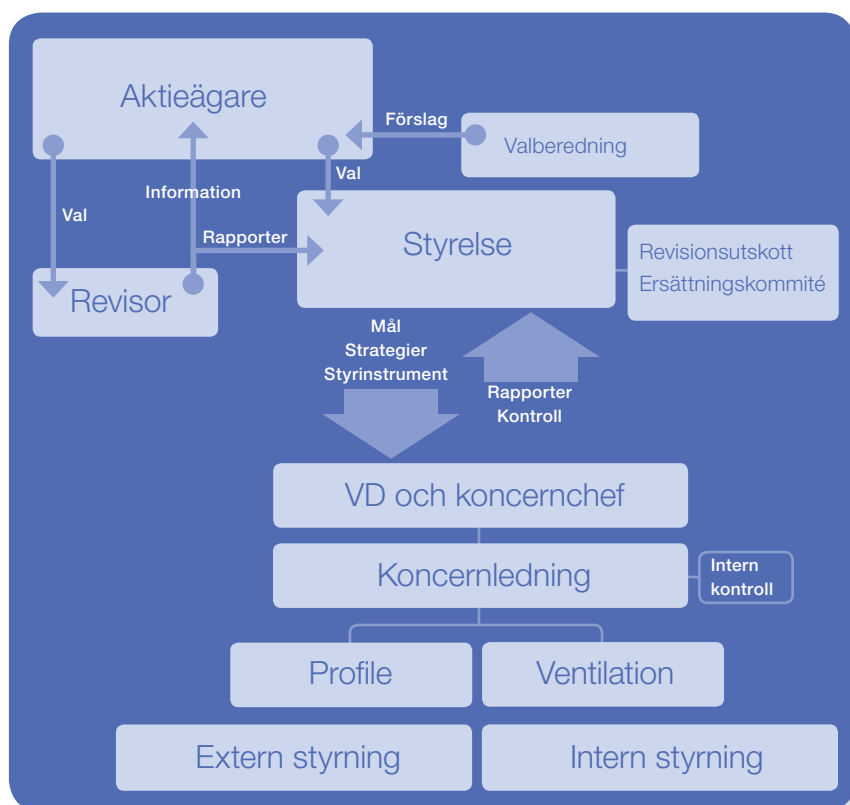 Aktieägare
Förslag
Valberedning
Val
Information
Val
Rapporter
Styrelse
Revisionsutskott
Ersättningskommité
Revisor
Mål
Strategier
Styrinstrument
Rapporter
Kontroll
VD och koncernchef
Koncernledning
Intern
kontroll
Profile
Ventilation
Extern styrning
Intern styrning